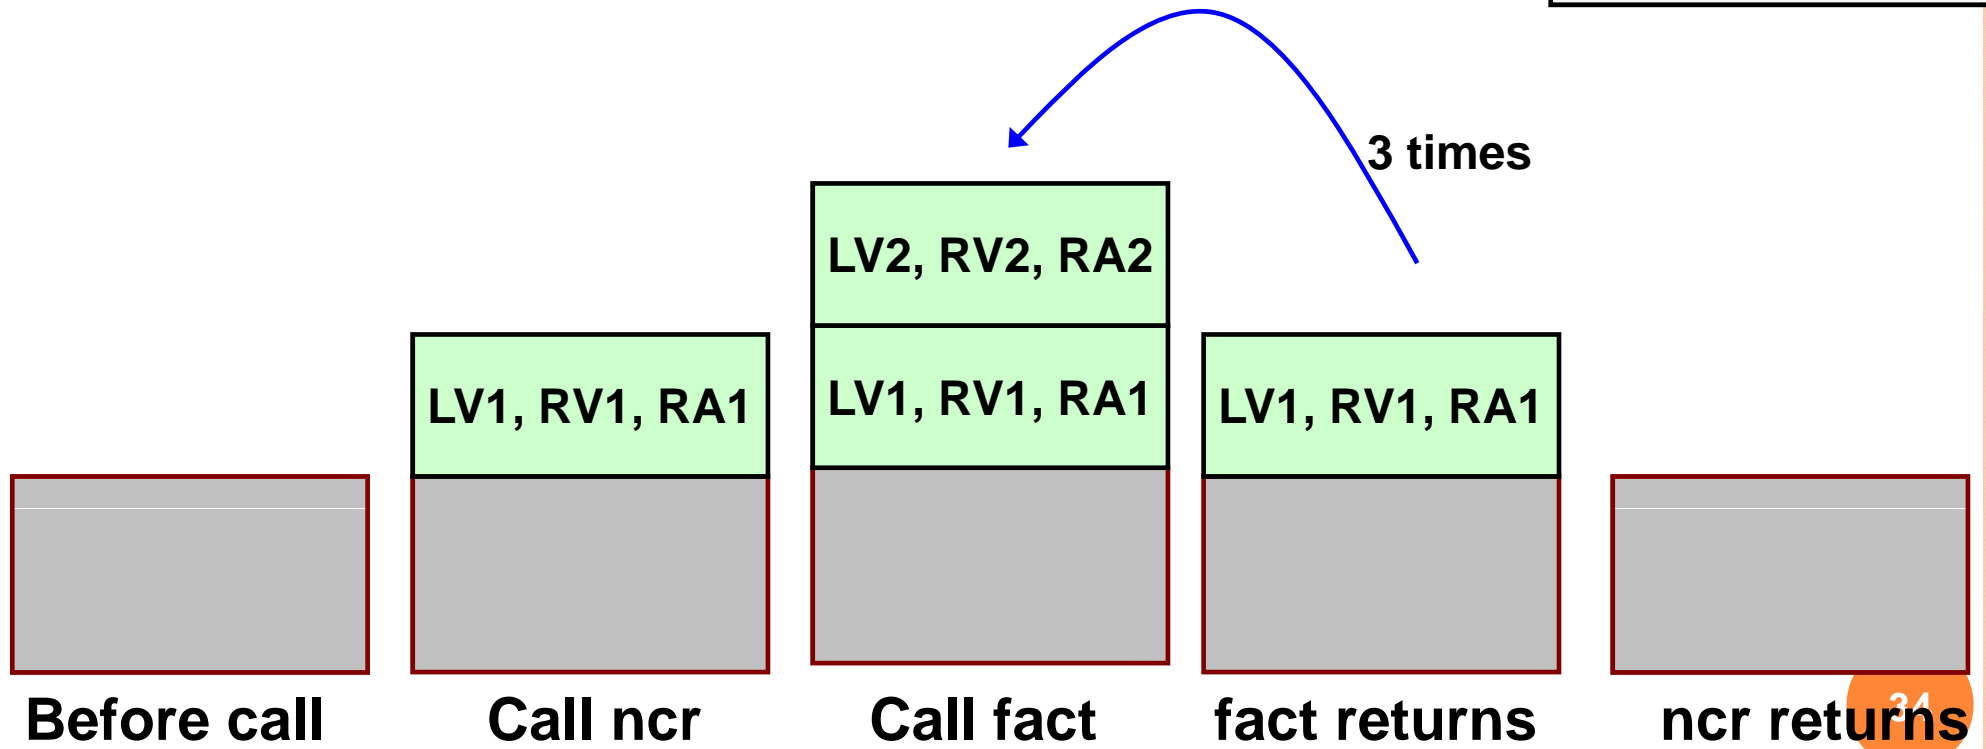 3 times
LV2, RV2, RA2
LV1, RV1, RA1
LV1, RV1, RA1
LV1, RV1, RA1
Before call
Call ncr
Call fact
fact returns
ncr returns
34